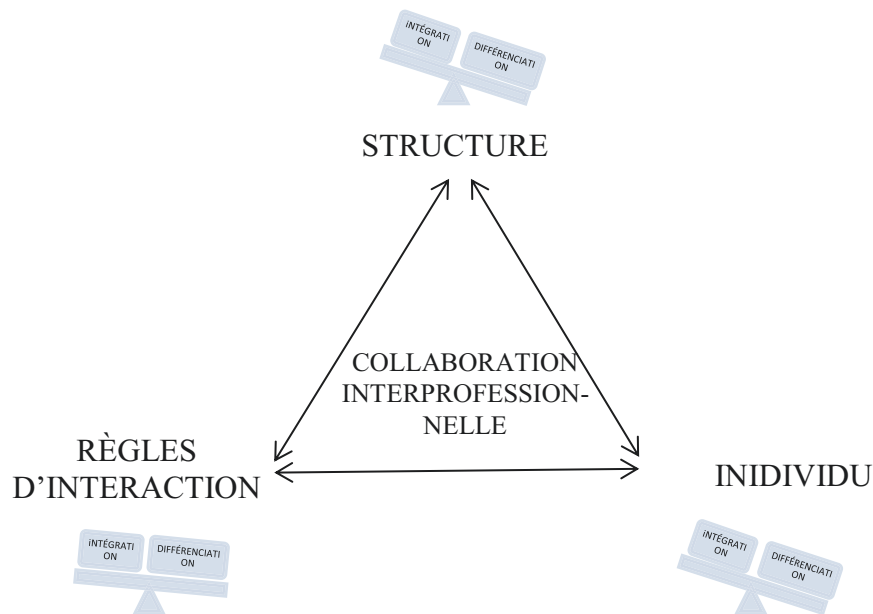 iNTÉGRATI
ON
DIFFÉRENCIATI
ON
STRUCTURE
COLLABORATION
INTERPROFESSION-
NELLE
RÈGLES
D’INTERACTION
INIDIVIDU
iNTÉGRATI
ON
DIFFÉRENCIATI
ON
iNTÉGRATI
ON
DIFFÉRENCIATI
ON